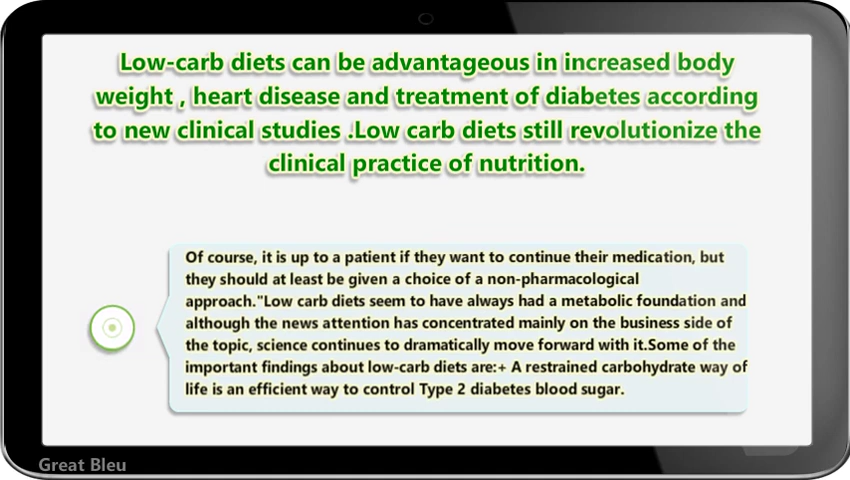 Low-carb diets can be advantageous in increased body
weight , heart disease and treatment of diabetes according
to new clinical studies .Low carb diets still revolutionize the
clinical practice of nutrition.
Of course, it is up to a patient if they want to continue their medication, but
they should at least be given a choice of a non-pharmacological
approach."Low carb diets seem to have always had a metabolic foundation and
although the news attention has concentrated mainly on the business side of
the topic, science continues to dramatically move forward with it.Some of the
important findings about low-carb diets are:+ A restrained carbohydrate way of
life is an efficient way to control Type 2 diabetes blood sugar.
Great Bleu